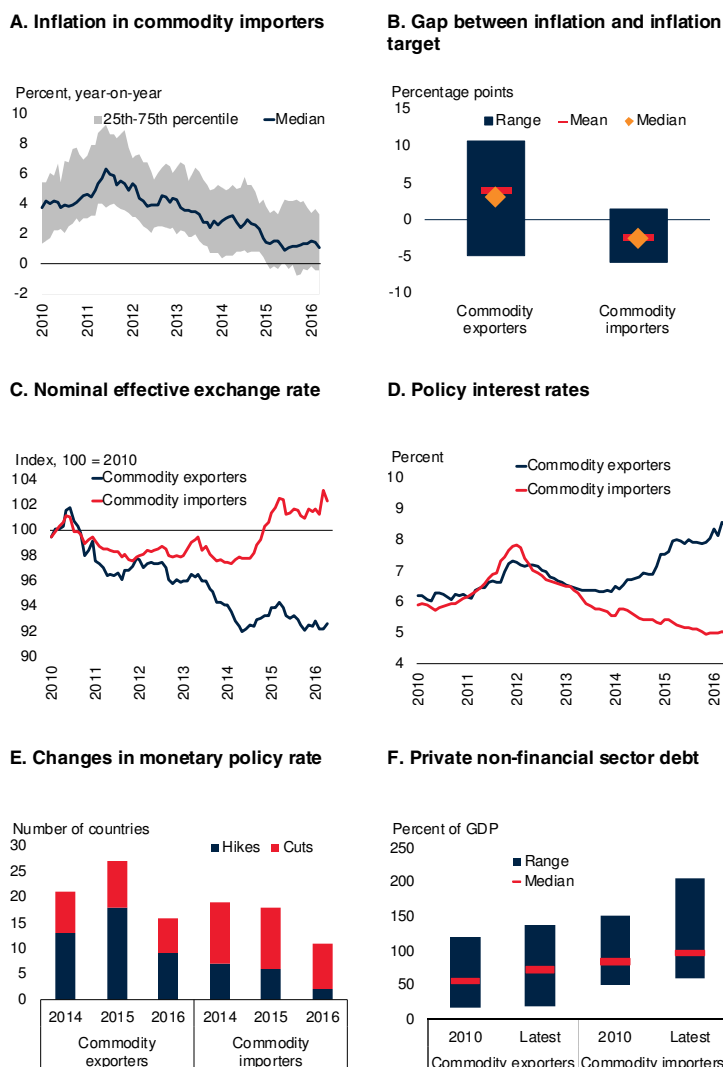 A. Inflation in commodity importers
Percent, year-on-year
25th-75th percentile Median
10
8
6
4
2
0
-2
2010
2011
2012
2013
2014
2015
2016
B. Gap between inflation and inflation
target
Percentage points
Range Mean Median
15
10
5
0
-5
-10
Commodity
exporters
Commodity
importers
C. Nominal effective exchange rate
Index, 100 = 2010
Commodity exporters
Commodity importers
104
102
100
98
96
94
92
90
2010
2011
2012
2013
2014
2015
2016
D. Policy interest rates
Percent
Commodity exporters
Commodity importers
10
9
8
7
6
5
4
2010
2011
2012
2013
2014
2015
2016
E. Changes in monetary policy rate
Number of countries
Hikes Cuts
30
25
20
15
10
5
0
2014 2015 2016 2014 2015 2016
Commodity
exporters
Commodity
importers
F. Private non-financial sector debt
Percent of GDP
Range
Median
250
200
150
100
50
0
2010 Latest 2010 Latest
Commodity exporters Commodity importers